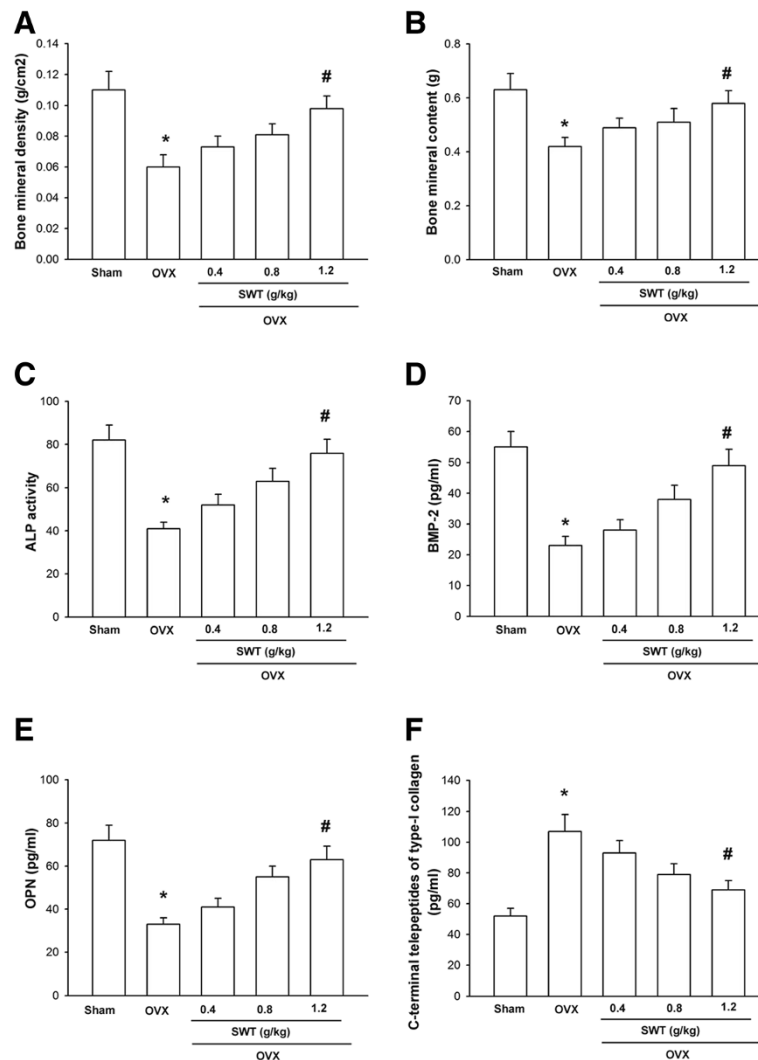 A
Bone mineral density (g/cm2)
0.14
0.12
0.10
0.08
0.06
0.04
0.02
0.00
*
#
Sham OVX 0.4 0.8 1.2
SWT (g/kg)
OVX
B
Bone mineral content (g)
0.8
0.6
0.4
0.2
0.0
*
#
Sham OVX 0.4 0.8 1.2
SWT (g/kg)
OVX
C
ALP activity
100
80
60
40
20
0
*
#
Sham OVX 0.4 0.8 1.2
SWT (g/kg)
OVX
D
BMP-2 (pg/ml)
70
60
50
40
30
20
10
0
*
#
Sham OVX 0.4 0.8 1.2
SWT (g/kg)
OVX
E
OPN (pg/ml)
100
80
60
40
20
0
*
#
Sham OVX 0.4 0.8 1.2
SWT (g/kg)
OVX
F
C-terminal telepeptides of type-I collagen
(pg/ml)
140
120
100
80
60
40
20
0
*
#
Sham OVX 0.4 0.8 1.2
SWT (g/kg)
OVX